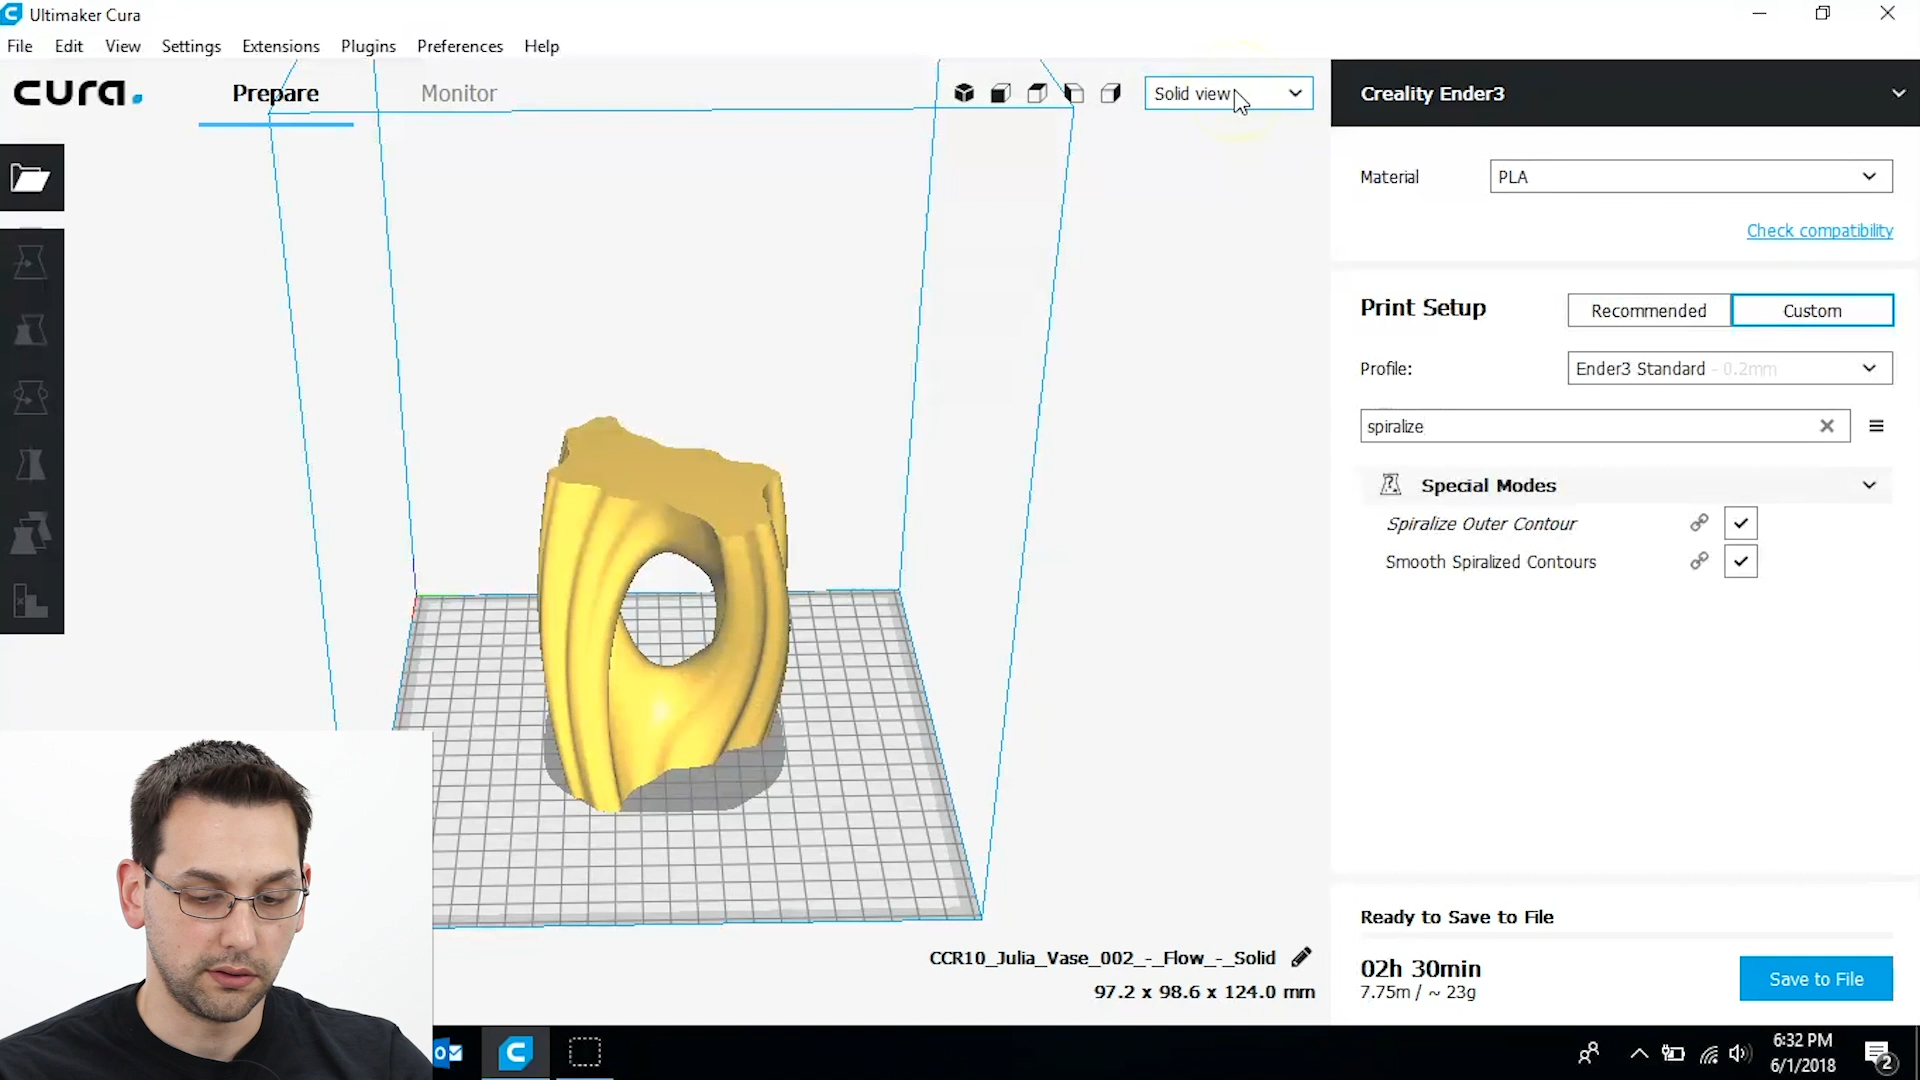 Ultimaker Cura
File Edit View Settings Extensions Plugins Preferences Help
cura.
Prepare
Monitor
Solid view
Creality Ender3
Material
PLA
Check compatibility
Print Setup
Recommended
Custom
Profile:
Ender3 Standard - 0.2mm
spiralize
Special Modes
Spiralize Outer Contour
Smooth Spiralized Contours
CCR10_Julia_Vase_002_-_Flow_-_Solid
97.2 x 98.6 x 124.0 mm
Ready to Save to File
02h 30min
7.75m / ~ 23g
Save to File
6:32 PM
6/1/2018
2